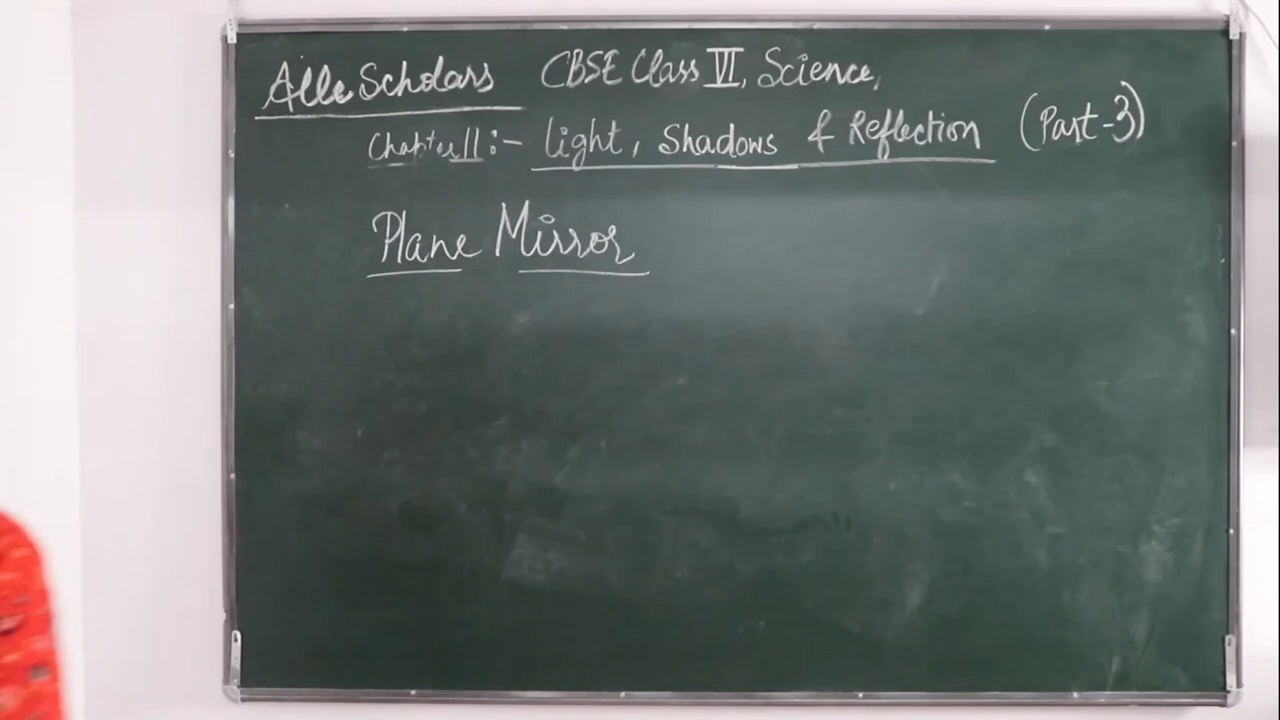 Alle Scholars CBSE Class VI, Science,
Chapter 11 :- Light, Shadows & Reflection (Part-3)
Plane Mirror